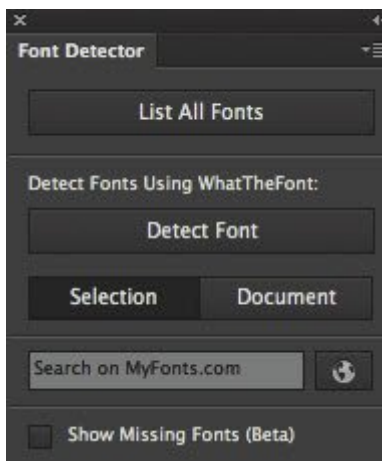 Font Detector
List All Fonts
Detect Fonts Using WhatTheFont:
Detect Font
Selection Document
Search on MyFonts.com
Show Missing Fonts (Beta)